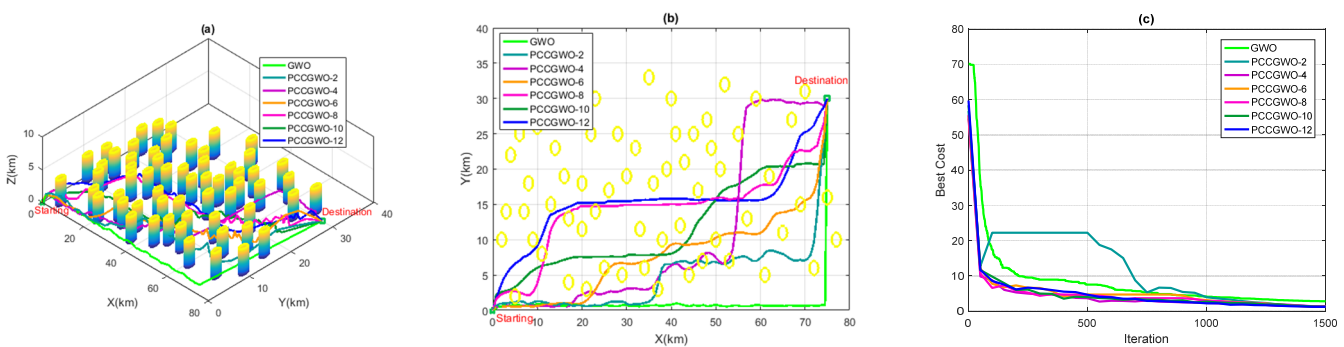 (a)
GWO
PCCGWO-2
PCCGWO-4
PCCGWO-6
PCCGWO-8
PCCGWO-10
PCCGWO-12
10
5
0
Z(km)
Starting
Destination
0
20
40
60
80
X(km)
0
10
20
30
40
Y(km)
(b)
GWO
PCCGWO-2
PCCGWO-4
PCCGWO-6
PCCGWO-8
PCCGWO-10
PCCGWO-12
Destination
40
35
30
25
20
15
10
5
0
Y(km)
Starting
0 10 20 30 40 50 60 70 80
X(km)
(c)
GWO
PCCGWO-2
PCCGWO-4
PCCGWO-6
PCCGWO-8
PCCGWO-10
PCCGWO-12
80
70
60
50
40
30
20
10
0
Best Cost
0 500 1000 1500
Iteration